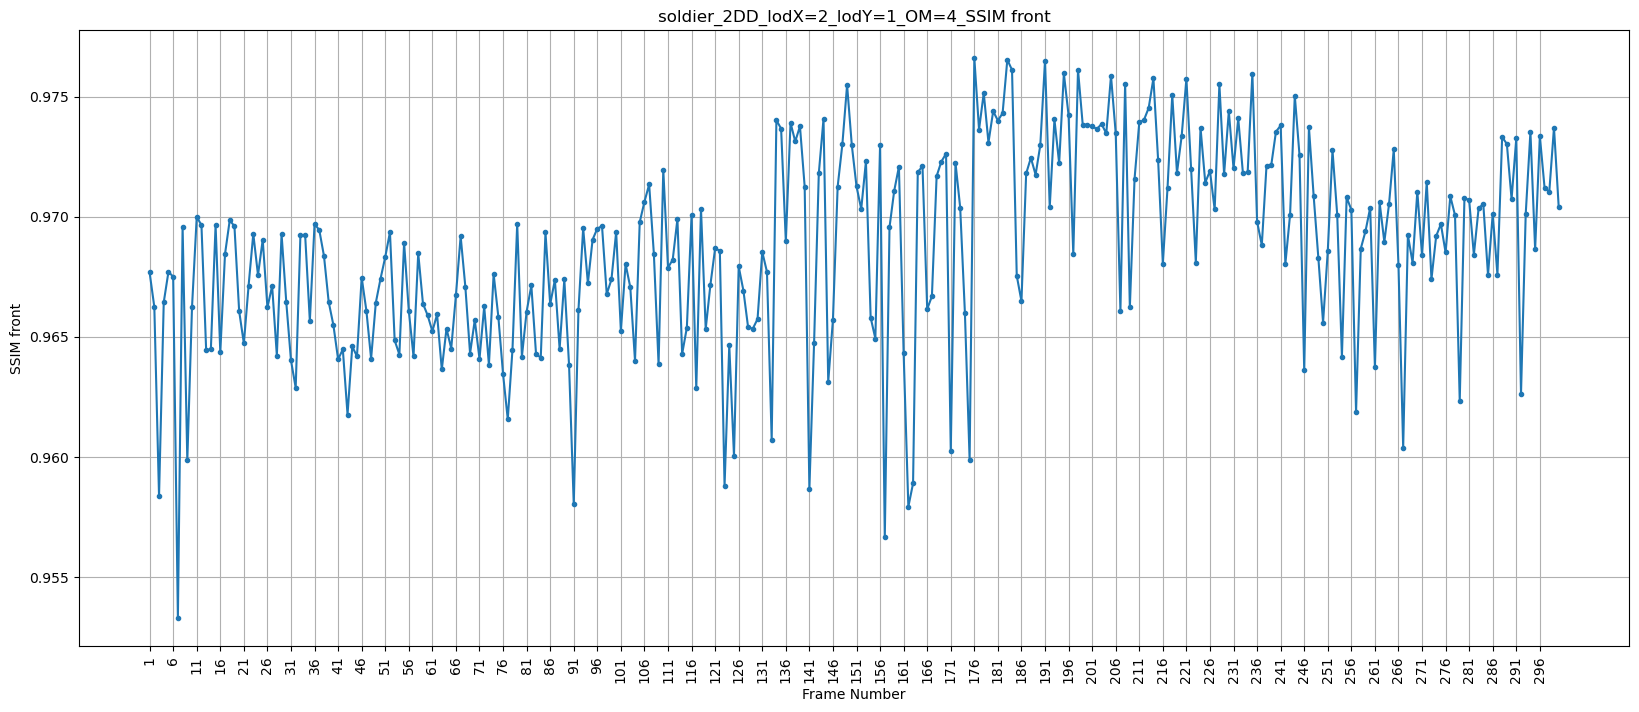 soldier_2DD_lodX=2_lodY=1_OM=4_SSIM front
SSIM front
0.975
0.970
0.965
0.960
0.955
1 6 11 16 21 26 31 36 41 46 51 56 61 66 71 76 81 86 91 96 101 106 111 116 121 126 131 136 141 146 151 156 161 166 171 176 181 186 191 196 201 206 211 216 221 226 231 236 241 246 251 256 261 266 271 276 281 286 291 296
Frame Number